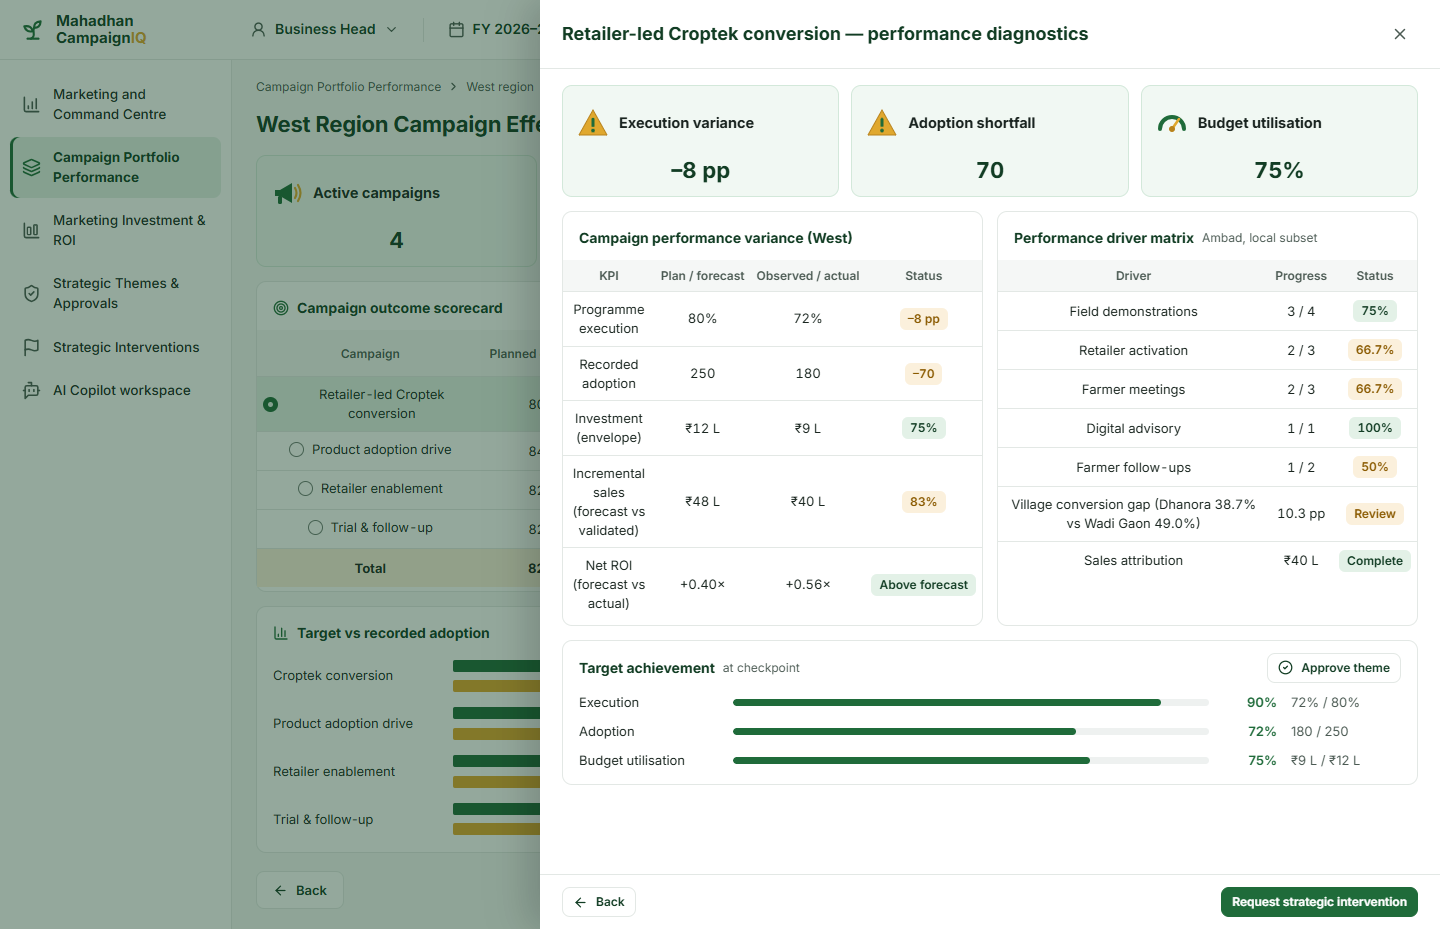 Mahadhan
CampaignIQ
Business Head
FY 2026–2
Marketing and
Command Centre
Campaign Portfolio
Performance
Marketing Investment &
ROI
Strategic Themes &
Approvals
Strategic Interventions
AI Copilot workspace
Campaign Portfolio Performance
West region
West Region Campaign Effe
Active campaigns
4
Campaign outcome scorecard
Campaign
Planned
Retailer-led Croptek
conversion
80
Product adoption drive
84
Retailer enablement
82
Trial & follow-up
82
Total
82
Target vs recorded adoption
Croptek conversion
Product adoption drive
Retailer enablement
Trial & follow-up
Back
Retailer-led Croptek conversion — performance diagnostics
Execution variance
–8 pp
Adoption shortfall
70
Budget utilisation
75%
Campaign performance variance (West)
KPI Plan / forecast Observed / actual Status
Programme
execution
80% 72% –8 pp
Recorded
adoption
250 180 –70
Investment
(envelope)
₹12 L ₹9 L 75%
Incremental
sales
(forecast vs
validated)
₹48 L ₹40 L 83%
Net ROI
(forecast vs
actual)
+0.40× +0.56× Above forecast
Performance driver matrix Ambad, local subset
Driver Progress Status
Field demonstrations 3 / 4 75%
Retailer activation 2 / 3 66.7%
Farmer meetings 2 / 3 66.7%
Digital advisory 1 / 1 100%
Farmer follow-ups 1 / 2 50%
Village conversion gap (Dhanora 38.7%
vs Wadi Gaon 49.0%)
10.3 pp Review
Sales attribution ₹40 L Complete
Target achievement at checkpoint
Approve theme
Execution 90% 72% / 80%
Adoption 72% 180 / 250
Budget utilisation 75% ₹9 L / ₹12 L
Back
Request strategic intervention